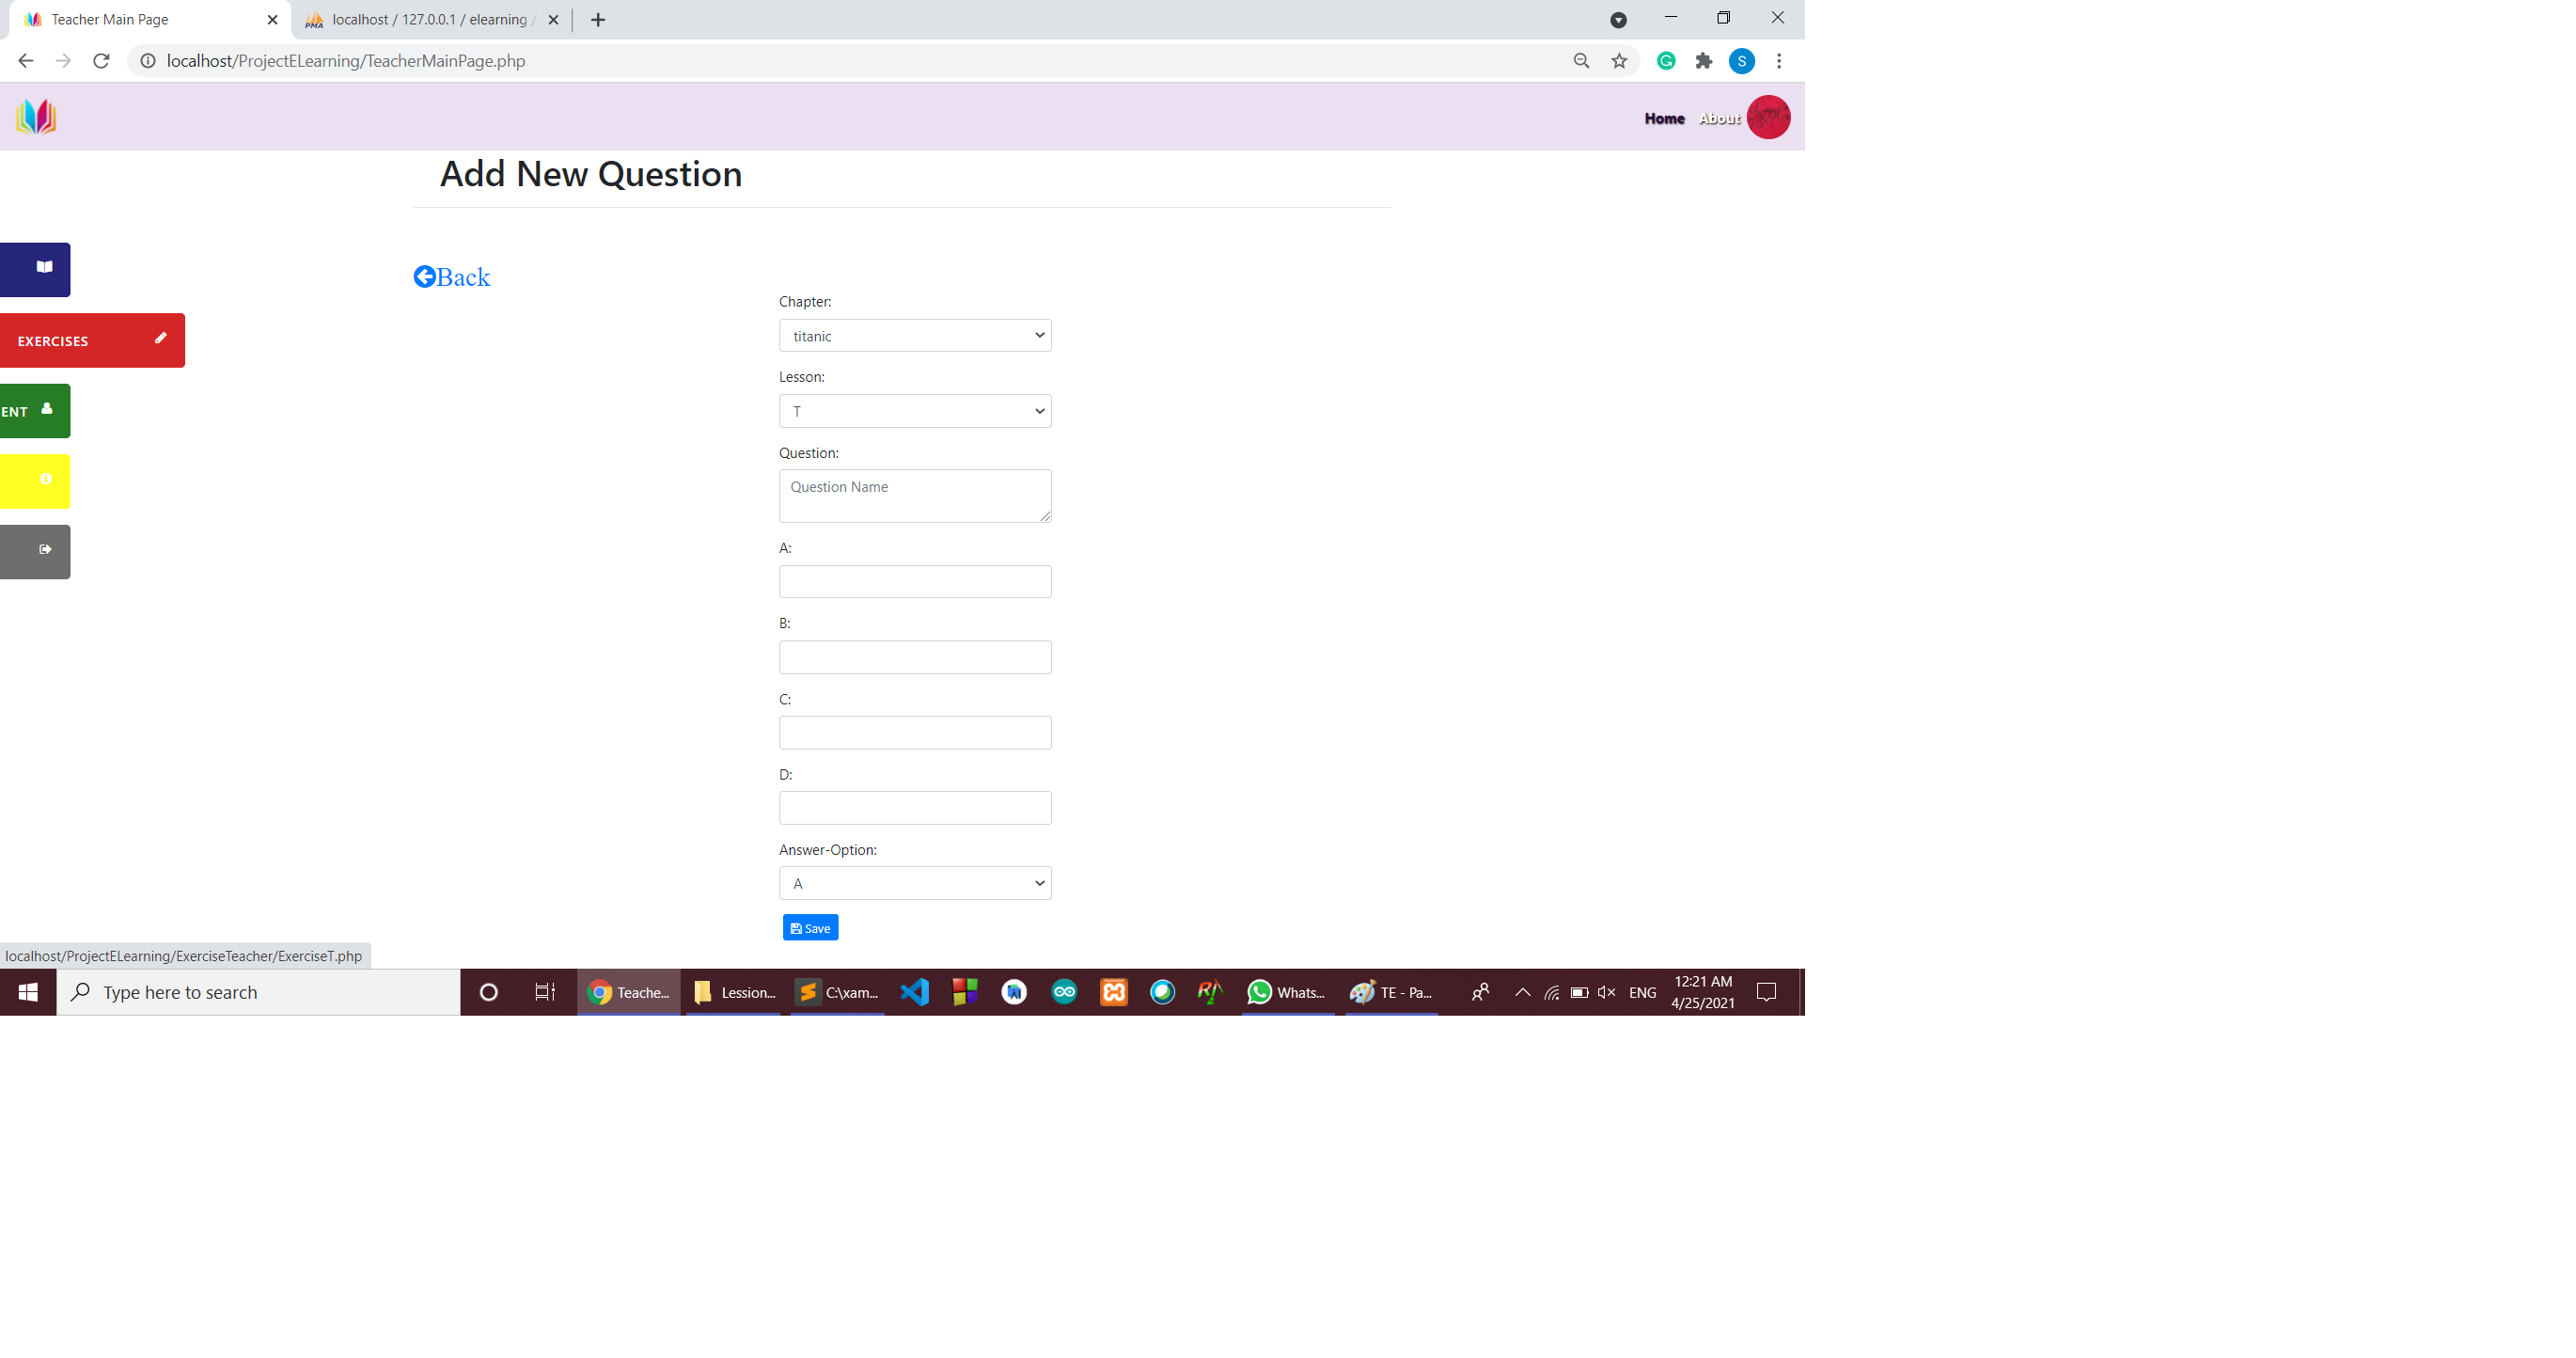 Teacher Main Page
localhost / 127.0.0.1 / elearning /
localhost/ProjectELearning/TeacherMainPage.php
S
Home About
Add New Question
Back
EXERCISES
ENT
Chapter:
titanic
Lesson:
T
Question:
Question Name
A:
B:
C:
D:
Answer-Option:
A
Save
localhost/ProjectELearning/ExerciseTeacher/ExerciseT.php
Type here to search
Teache...
Lession...
C:\xam...
Whats...
TE - Pa...
ENG
12:21 AM
4/25/2021